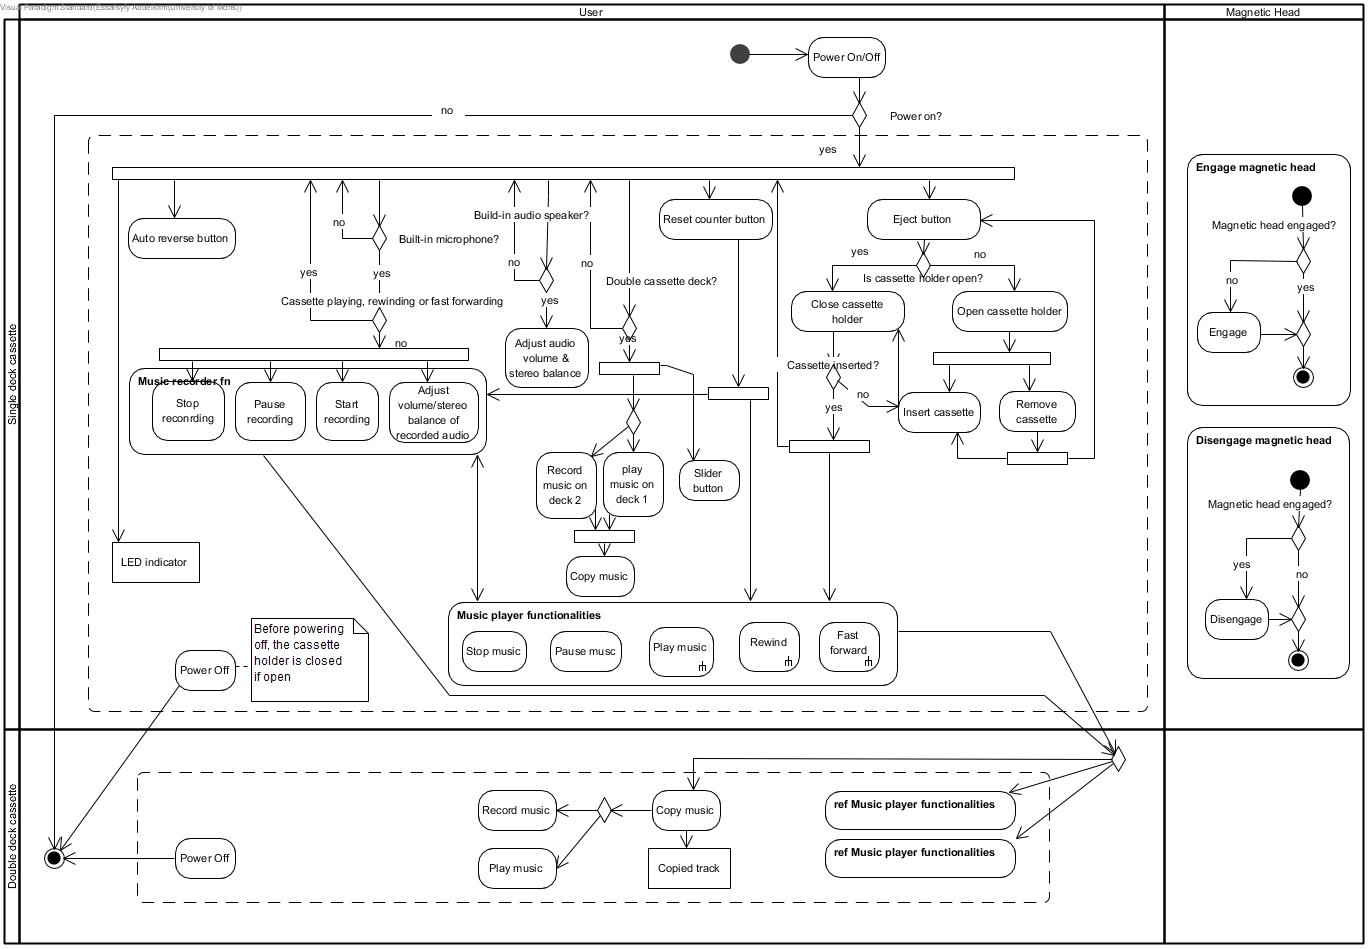 Visual Paradigm Standard(Essarsyty Abdelkrim(University of Mons))
User
Magnetic Head
Single deck cassette
Double deck cassette
Power On/Off
Power on?
no
yes
Auto reverse button
no
Built-in microphone?
yes
yes
Cassette playing, rewinding or fast forwarding
no
Build-in audio speaker?
no
yes
Adjust audio
volume &
stereo balance
no
Double cassette deck?
yes
Reset counter button
Eject button
yes
no
Is cassette holder open?
Close cassette
holder
Open cassette holder
Cassette inserted?
no
yes
Insert cassette
Remove
cassette
Music recorder fn
Stop
reconrding
Pause
recording
Start
recording
Adjust
volume/stereo
balance of
recorded audio
Record
music on
deck 2
play
music on
deck 1
Slider
button
Copy music
LED indicator
Before powering
off, the cassette
holder is closed
if open
Power Off
Music player functionalities
Stop music
Pause musc
Play music
Rewind
Fast
forward
Engage magnetic head
Magnetic head engaged?
no
yes
Engage
Disengage magnetic head
Magnetic head engaged?
yes
no
Disengage
Record music
Copy music
Play music
Copied track
ref Music player functionalities
ref Music player functionalities
Power Off